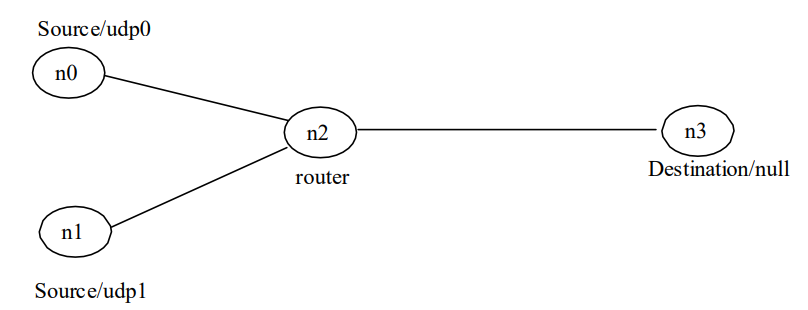 Source/udp0
n0
n2
router
n3
Destination/null
n1
Source/udp1